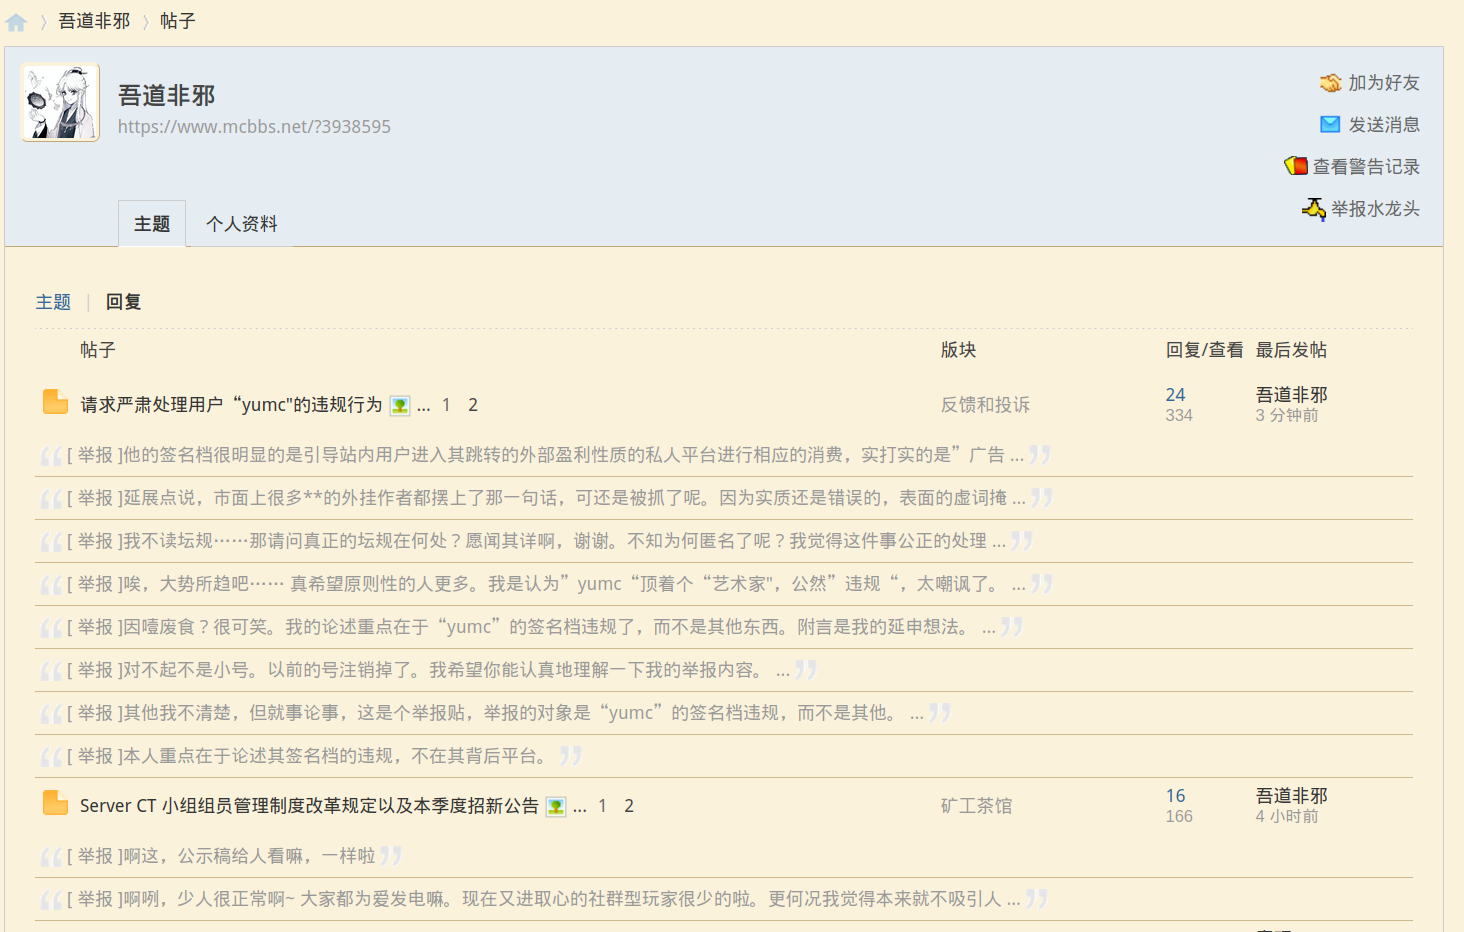 吾道非邪 〉 帖子
吾道非邪
https://www.mcbbs.net/?3938595
加为好友
发送消息
查看警告记录
举报水龙头
主题 个人资料
主题 | 回复
帖子 版块 回复/查看 最后发帖
请求严肃处理用户“yumc"的违规行为 ... 1 2 反馈和投诉 24 吾道非邪
334 3 分钟前
[ 举报 ]他的签名档很明显的是引导站内用户进入其跳转的外部盈利性质的私人平台进行相应的消费，实打实的是”广告 ...
[ 举报 ]延展点说，市面上很多**的外挂作者都摆上了那一句话，可还是被抓了呢。因为实质还是错误的，表面的虚词掩 ...
[ 举报 ]我不读坛规……那请问真正的坛规在何处？愿闻其详啊，谢谢。不知为何匿名了呢？我觉得这件事公正的处理 ...
[ 举报 ]唉，大势所趋吧…… 真希望原则性的人更多。我是认为”yumc“顶着个“艺术家"，公然”违规“，太嘲讽了。 ...
[ 举报 ]因噎废食？很可笑。我的论述重点在于“yumc”的签名档违规了，而不是其他东西。附言是我的延申想法。 ...
[ 举报 ]对不起不是小号。以前的号注销掉了。我希望你能认真地理解一下我的举报内容。 ...
[ 举报 ]其他我不清楚，但就事论事，这是个举报贴，举报的对象是“yumc”的签名档违规，而不是其他。 ...
[ 举报 ]本人重点在于论述其签名档的违规，不在其背后平台。
Server CT 小组组员管理制度改革规定以及本季度招新公告 ... 1 2 矿工茶馆 16 吾道非邪
166 4 小时前
[ 举报 ]啊这，公示稿给人看嘛，一样啦
[ 举报 ]啊咧，少人很正常啊~ 大家都为爱发电嘛。现在又进取心的社群型玩家很少的啦。更何况我觉得本来就不吸引人 ...